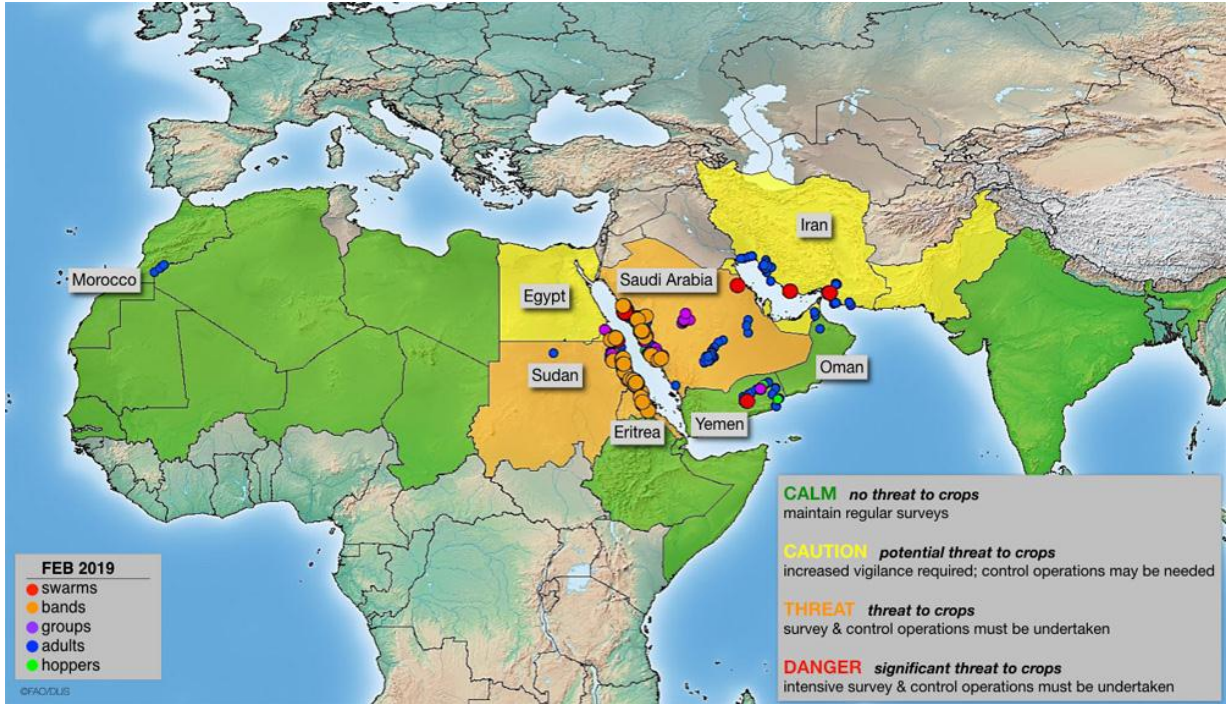 Iran
Morocco
Saudi Arabia
Egypt
Oman
Sudan
Yemen
Eritrea
FEB 2019
swarms
bands
groups
adults
hoppers
©FAO/DLIS
CALM no threat to crops
maintain regular surveys
CAUTION potential threat to crops
increased vigilance required; control operations may be needed
THREAT threat to crops
survey & control operations must be undertaken
DANGER significant threat to crops
intensive survey & control operations must be undertaken